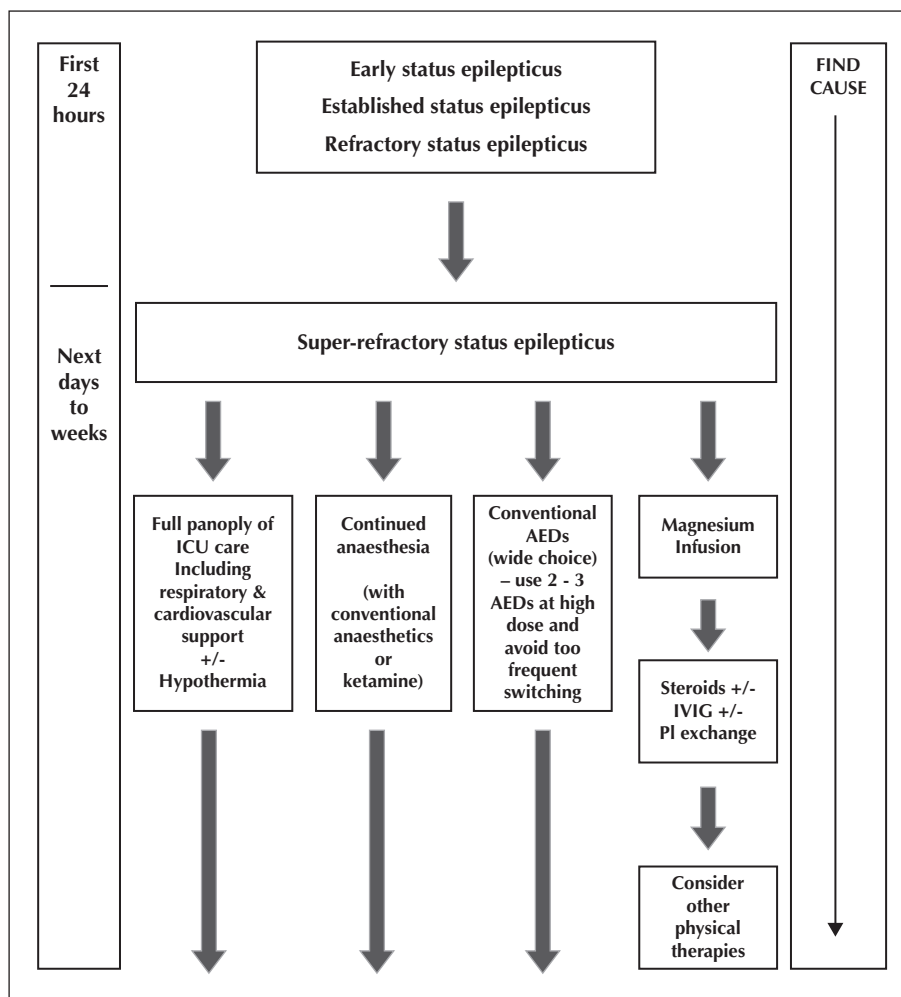 First
24
hours
Early status epilepticus
Established status epilepticus
Refractory status epilepticus
FIND
CAUSE
Super-refractory status epilepticus
Next
days
to
weeks
Full panoply of
ICU care
Including
respiratory &
cardiovascular
support
+/-
Hypothermia
Continued
anaesthesia
(with
conventional
anaesthetics
or
ketamine)
Conventional
AEDs
(wide choice)
– use 2 - 3
AEDs at high
dose and
avoid too
frequent
switching
Magnesium
Infusion
Steroids +/-
IVIG +/-
Pl exchange
Consider
other
physical
therapies